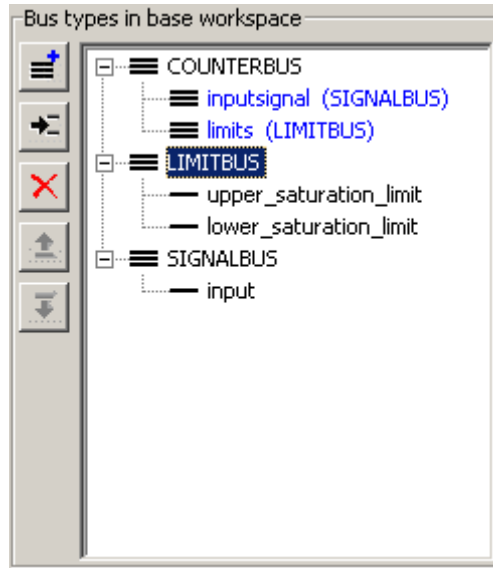 Bus types in base workspace
COUNTERBUS
inputsignal (SIGNALBUS)
limits (LIMITBUS)
LIMITBUS
upper_saturation_limit
lower_saturation_limit
SIGNALBUS
input